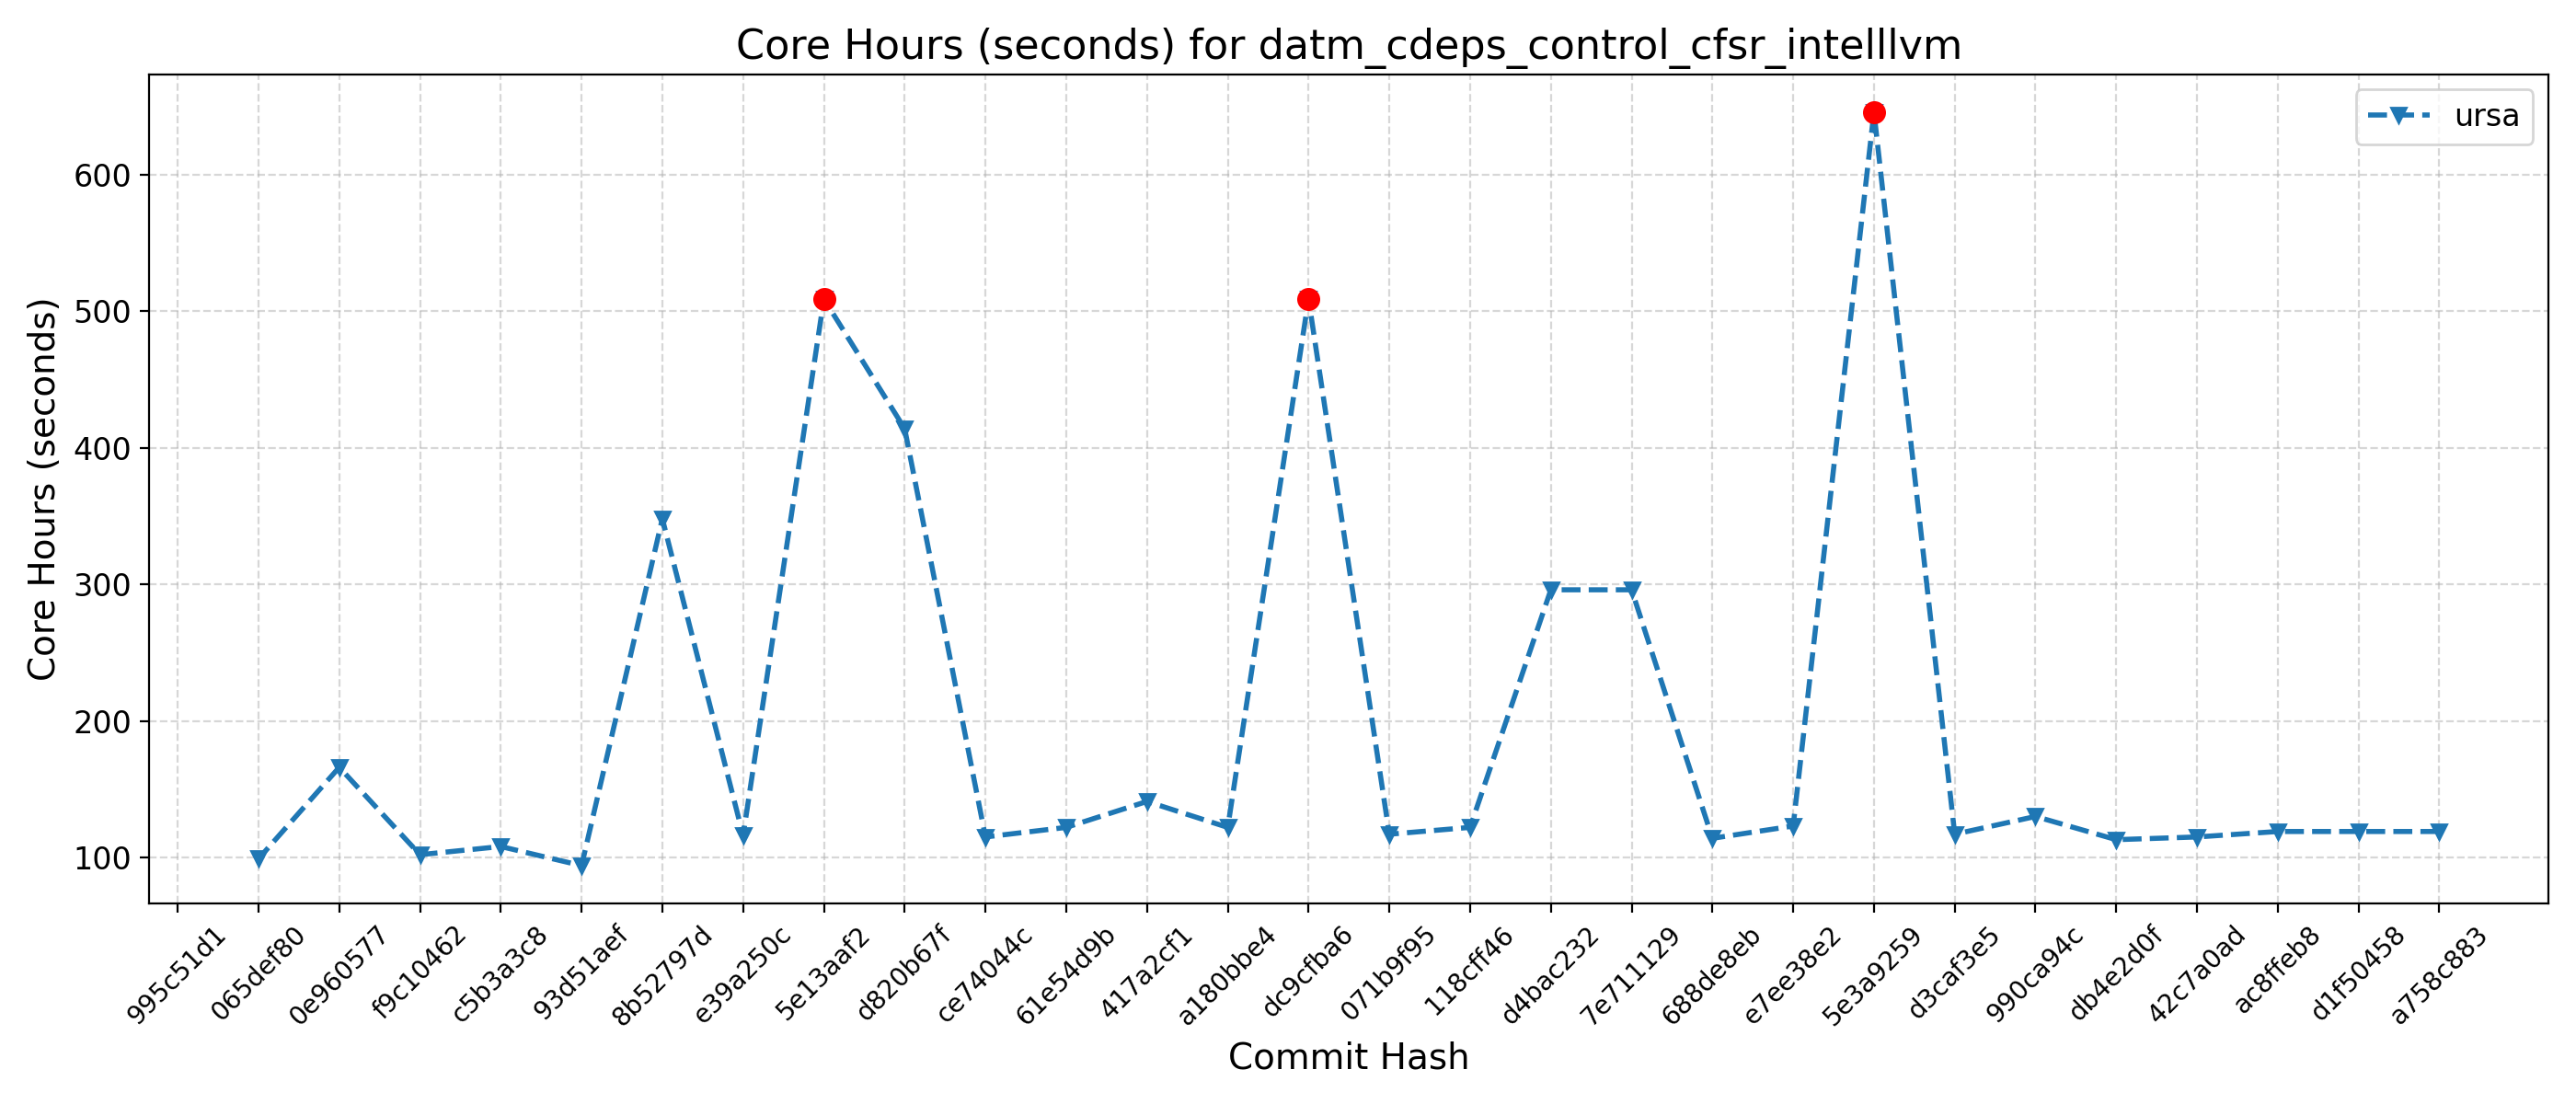 Core Hours (seconds) for datm_cdeps_control_cfsr_intelllvm
ursa
Core Hours (seconds)
600
500
400
300
200
100
995c51d1
065def80
0e960577
f9c10462
c5b3a3c8
93d51aef
8b52797d
e39a250c
5e13aaf2
d820b67f
ce74044c
61e54d9b
417a2cf1
a180bbe4
dc9cfba6
071b9f95
118cff46
d4bac232
7e711129
688de8eb
e7ee38e2
5e3a9259
d3caf3e5
990ca94c
db4e2d0f
42c7a0ad
ac8ffeb8
d1f50458
a758c883
Commit Hash